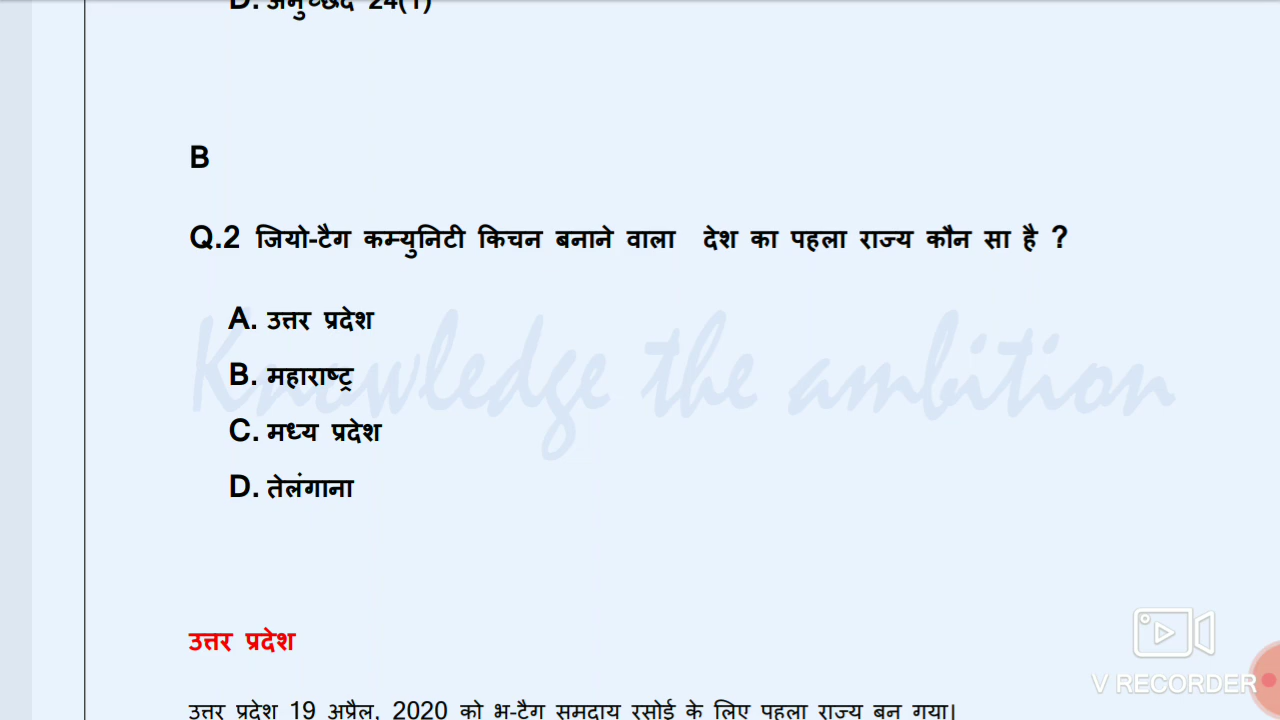 D. अनुच्छेद 24(1)
B
Q.2 जियो-टैग कम्युनिटी किचन बनाने वाला देश का पहला राज्य कौन सा है ?
A. उत्तर प्रदेश
B. महाराष्ट्र
C. मध्य प्रदेश
D. तेलंगाना
Knowledge the ambition
उत्तर प्रदेश
उत्तर प्रदेश 19 अप्रैल, 2020 को भू-टैग समुदाय रसोई के लिए पहला राज्य बन गया।
V RECORDER